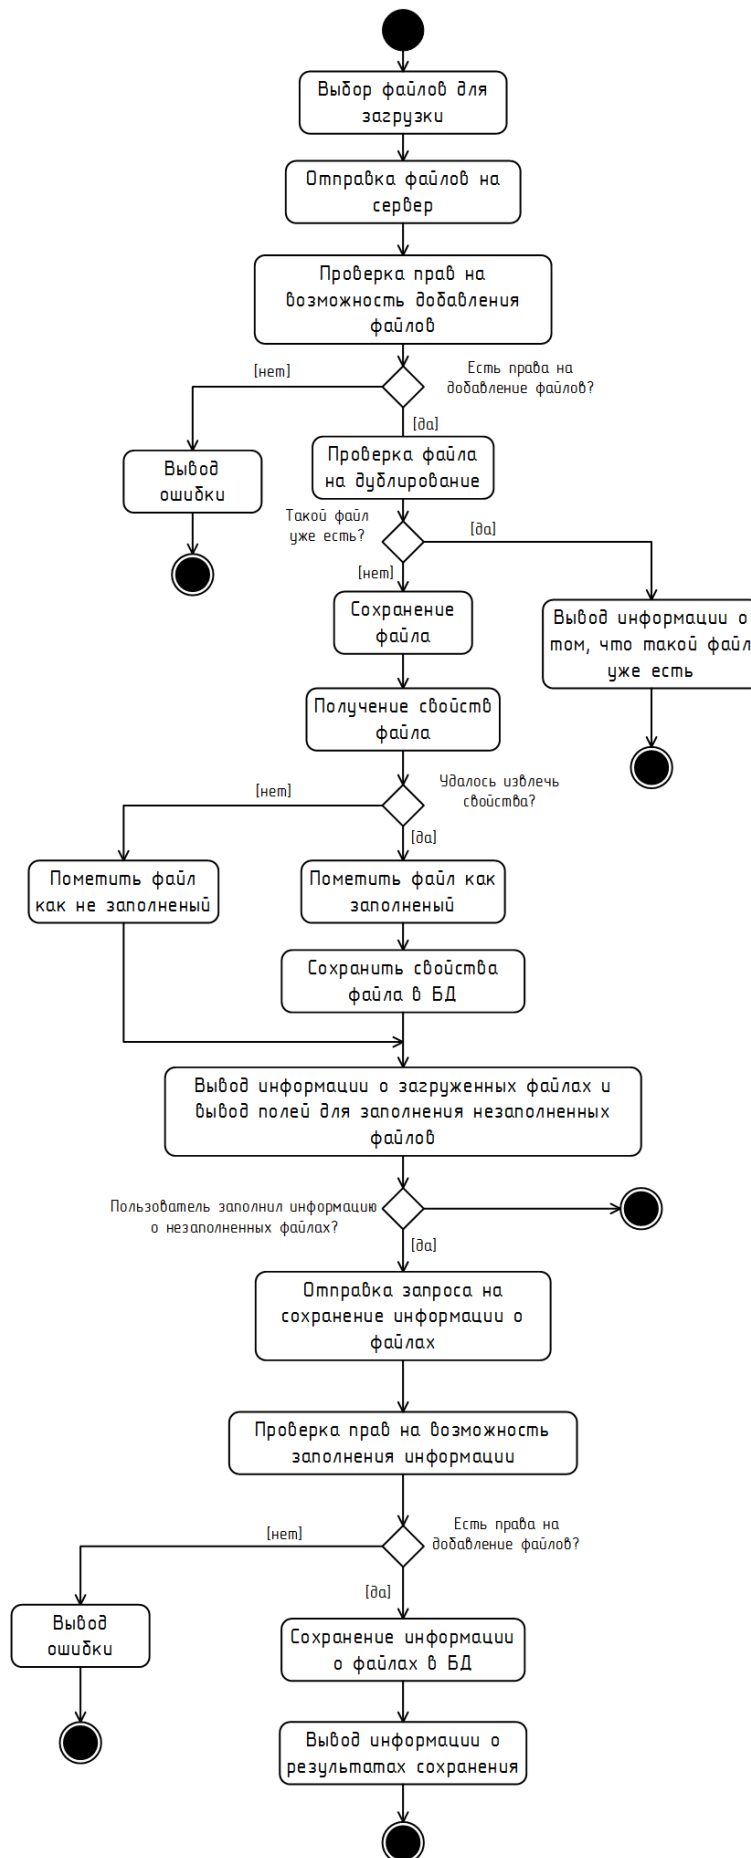 Выбор файлов для
загрузки
Отправка файлов на
сервер
Проверка прав на
возможность добавления
файлов
[нет]
Есть права на
добавление файлов?
[да]
Вывод
ошибки
Проверка файла
на дублирование
Такой файл
уже есть?
[да]
[нет]
Сохранение
файла
Вывод информации о
том, что такой файл
уже есть
Получение свойств
файла
[нет]
Удалось извлечь
свойства?
[да]
Пометить файл
как не заполненый
Пометить файл как
заполненый
Сохранить свойства
файла в БД
Вывод информации о загруженных файлах и
вывод полей для заполнения незаполненных
файлов
Пользователь заполнил информацию
о незаполненных файлах?
[да]
Отправка запроса на
сохранение информации о
файлах
Проверка прав на возможность
заполнения информации
[нет]
Есть права на
добавление файлов?
[да]
Вывод
ошибки
Сохранение информации
о файлах в БД
Вывод информации о
результатах сохранения